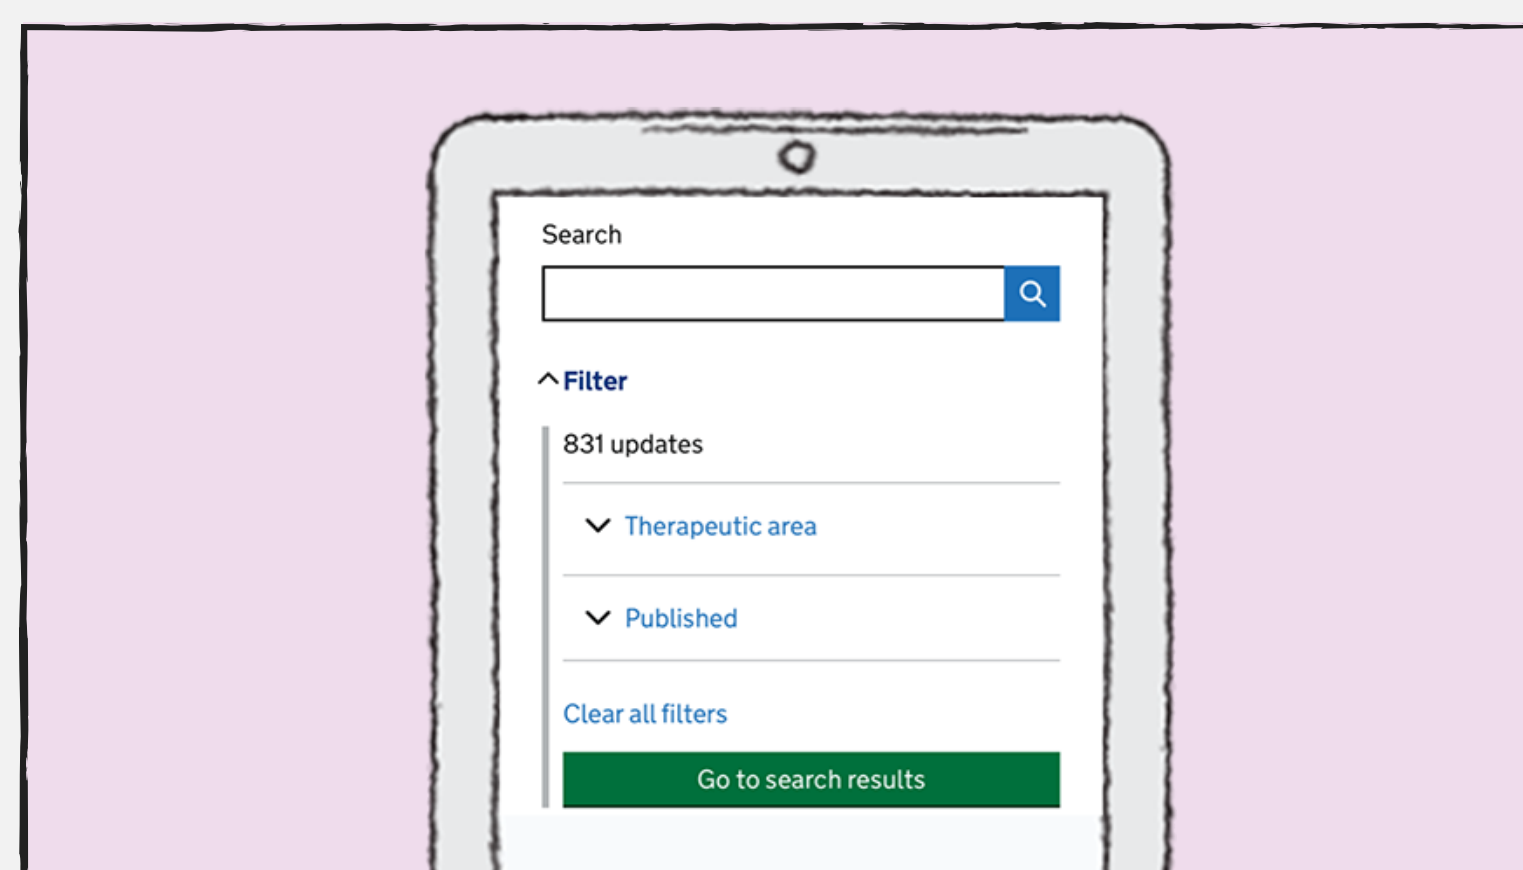 Search
Filter
831 updates
Therapeutic area
Published
Clear all filters
Go to search results